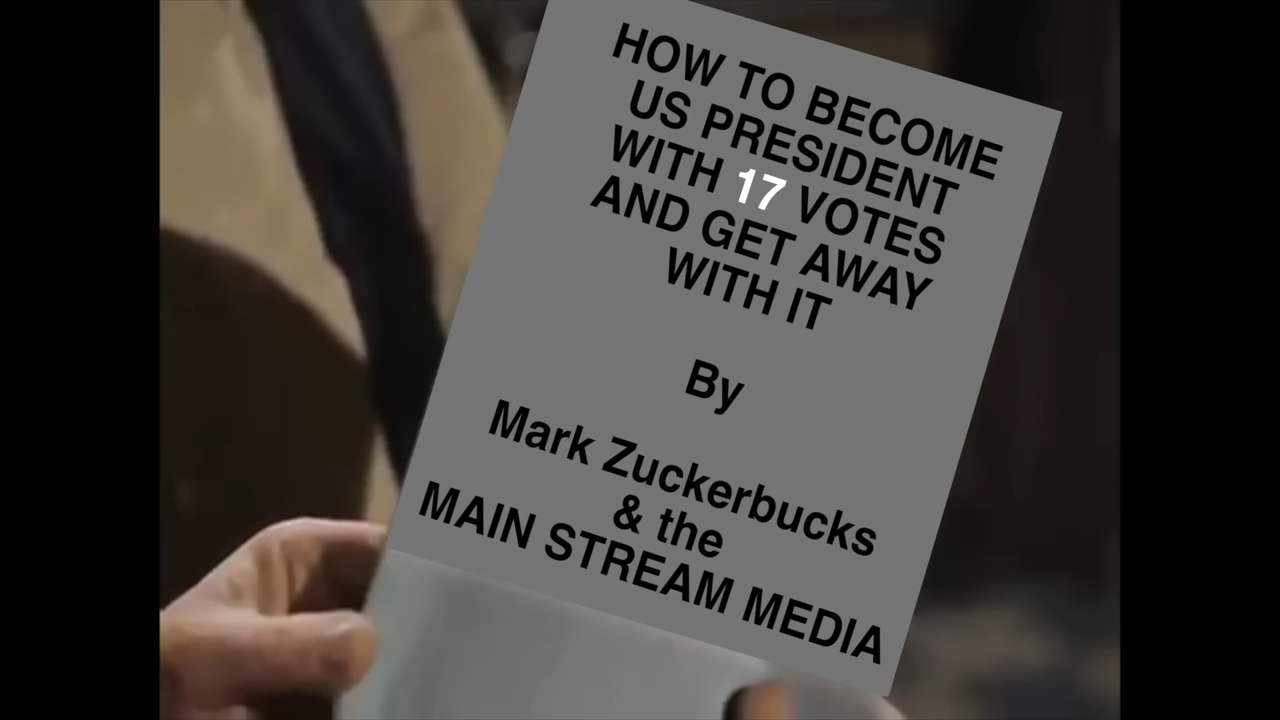 HOW TO BECOME
US PRESIDENT
WITH 17 VOTES
AND GET AWAY
WITH IT
By
Mark Zuckerbucks
& the
MAIN STREAM MEDIA